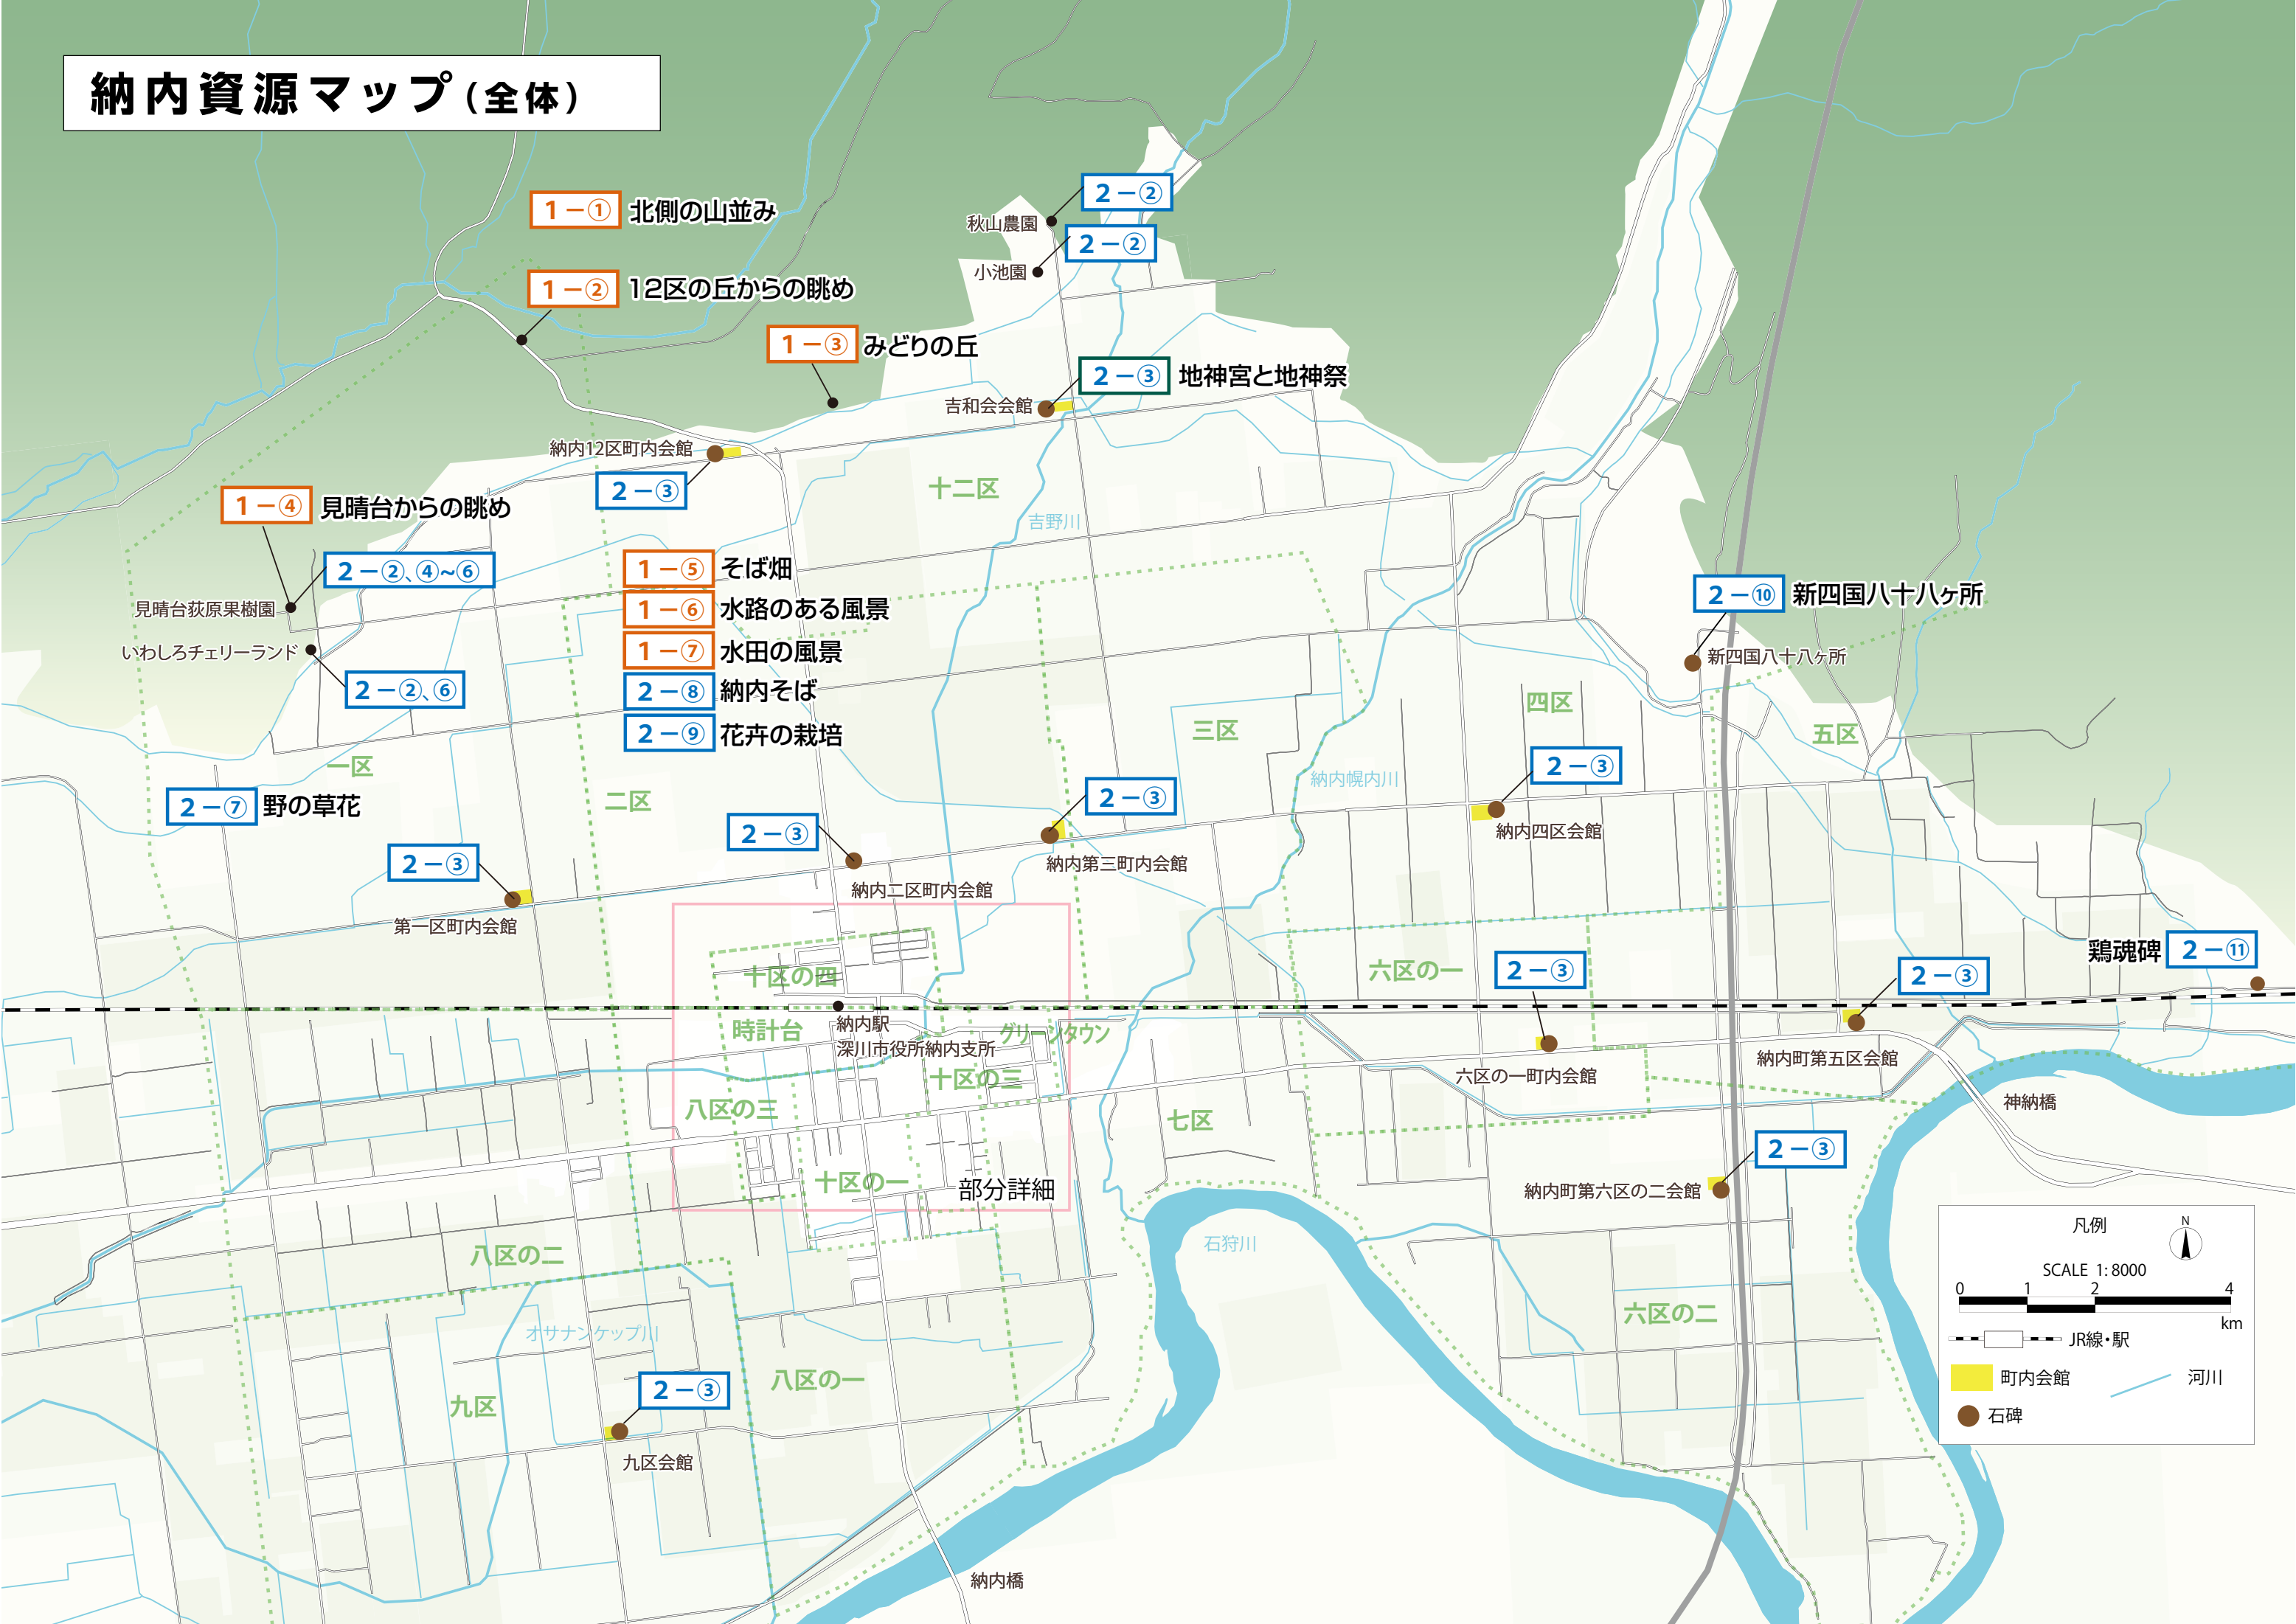 納内資源マップ(全体)
1－① 北側の山並み
2－②
秋山農園
2－②
小池園
1－② 12区の丘からの眺め
1－③ みどりの丘
2－③ 地神宮と地神祭
吉和会会館
納内12区町内会館
2－③
十二区
吉野川
1－④ 見晴台からの眺め
2－②、④~⑥
見晴台荻原果樹園
いわしろチェリーランド
2－②、⑥
1－⑤ そば畑
1－⑥ 水路のある風景
1－⑦ 水田の風景
2－⑧ 納内そば
2－⑨ 花卉の栽培
2－⑩ 新四国八十八ヶ所
新四国八十八ヶ所
四区
三区
五区
一区
二区
納内幌内川
2－⑦ 野の草花
2－③
納内四区会館
2－③
納内第三町内会館
2－③
納内二区町内会館
2－③
第一区町内会館
鶏魂碑 2－⑪
十区の四
六区の一
2－③
2－③
時計台
納内駅
深川市役所納内支所
グリーンタウン
十区の三
六区の一町内会館
納内町第五区会館
神納橋
八区の三
七区
十区の一
部分詳細
2－③
納内町第六区の二会館
石狩川
八区の二
オサナンケップ川
六区の二
八区の一
九区
2－③
九区会館
納内橋
凡例
N
SCALE 1:8000
0 1 2 4
km
JR線・駅
町内会館
河川
石碑